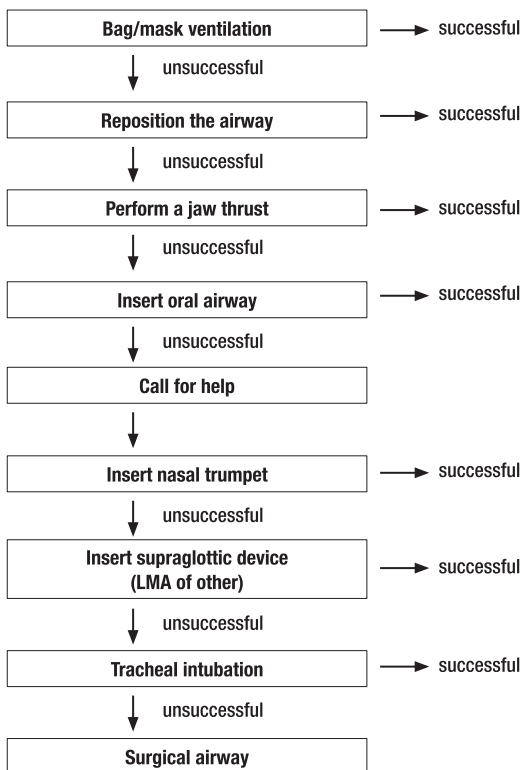 Bag/mask ventilation successful
unsuccessful
Reposition the airway successful
unsuccessful
Perform a jaw thrust successful
unsuccessful
Insert oral airway successful
unsuccessful
Call for help
Insert nasal trumpet successful
unsuccessful
Insert supraglottic device
(LMA of other) successful
unsuccessful
Tracheal intubation successful
unsuccessful
Surgical airway